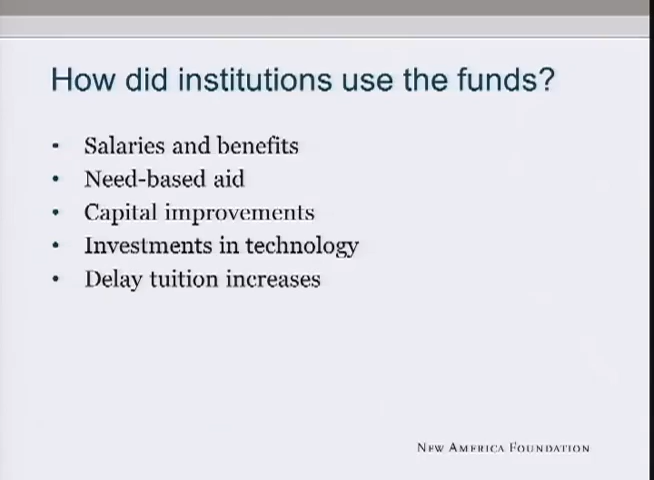 How did institutions use the funds?
• Salaries and benefits
• Need-based aid
• Capital improvements
• Investments in technology
• Delay tuition increases
NEW AMERICA FOUNDATION